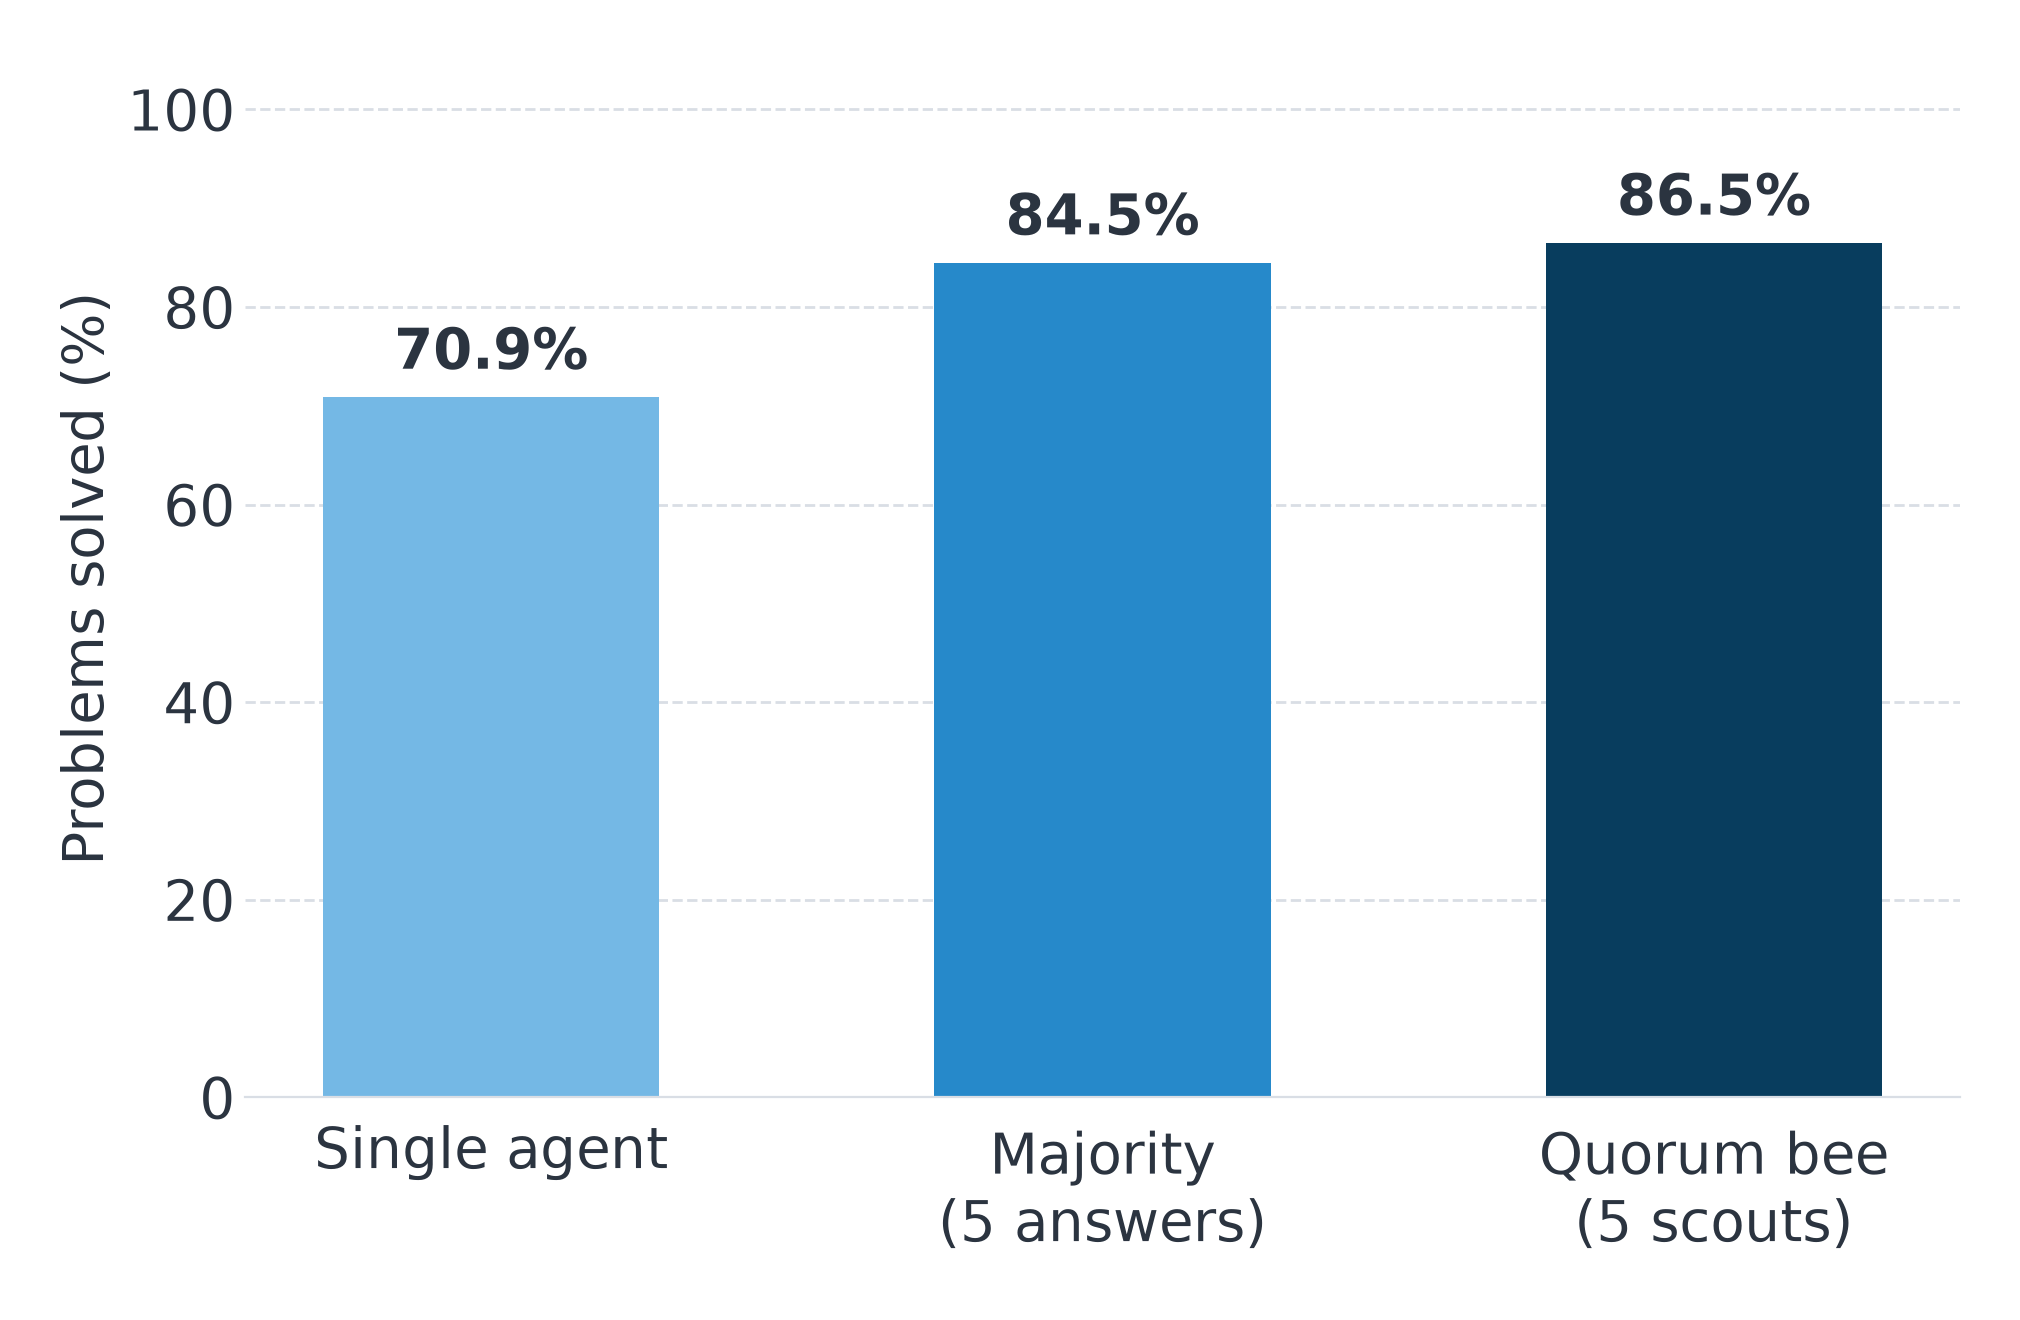 100
80
60
40
20
0
Problems solved (%)
70.9%
84.5%
86.5%
Single agent
Majority
(5 answers)
Quorum bee
(5 scouts)